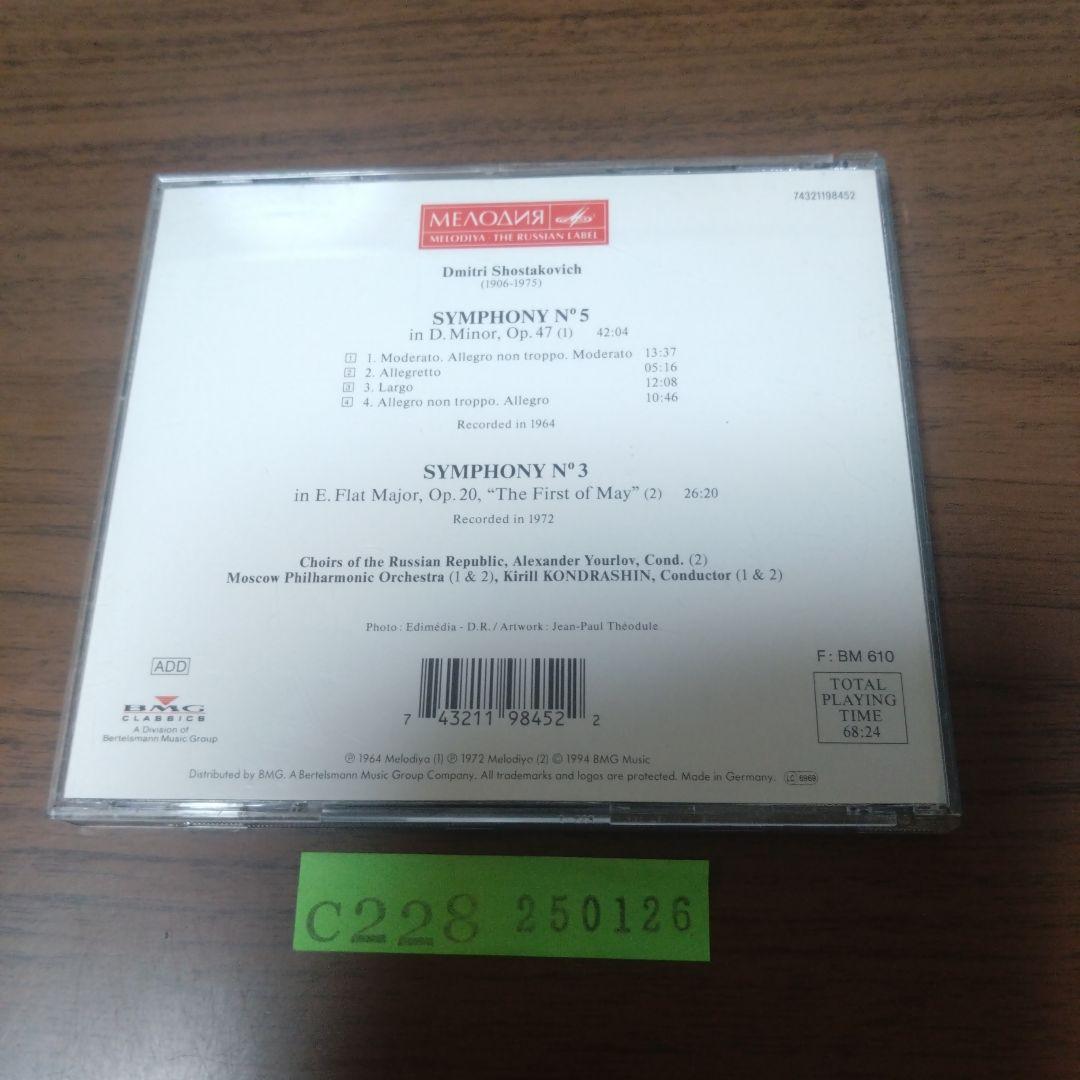 74321198452
МЕЛОДИЯ
MELODIYA · THE RUSSIAN LABEL
Dmitri Shostakovich
(1906-1975)
SYMPHONY Nº 5
in D. Minor, Op. 47 (1) 42:04
1 1. Moderato. Allegro non troppo. Moderato 13:37
2 2. Allegretto 05:16
3 3. Largo 12:08
4 4. Allegro non troppo. Allegro 10:46
Recorded in 1964
SYMPHONY Nº 3
in E. Flat Major, Op. 20, “The First of May” (2) 26:20
Recorded in 1972
Choirs of the Russian Republic, Alexander Yourlov, Cond. (2)
Moscow Philharmonic Orchestra (1 & 2), Kirill KONDRASHIN, Conductor (1 & 2)
Photo : Edimédia - D.R. / Artwork : Jean-Paul Théodule
ADD
BMG
CLASSICS
A Division of
Bertelsmann Music Group
7 43211 98452 2
F : BM 610
TOTAL
PLAYING
TIME
68:24
℗ 1964 Melodiya (1) ℗ 1972 Melodiya (2) © 1994 BMG Music
Distributed by BMG. A Bertelsmann Music Group Company. All trademarks and logos are protected. Made in Germany. LC 6969
C228 250126